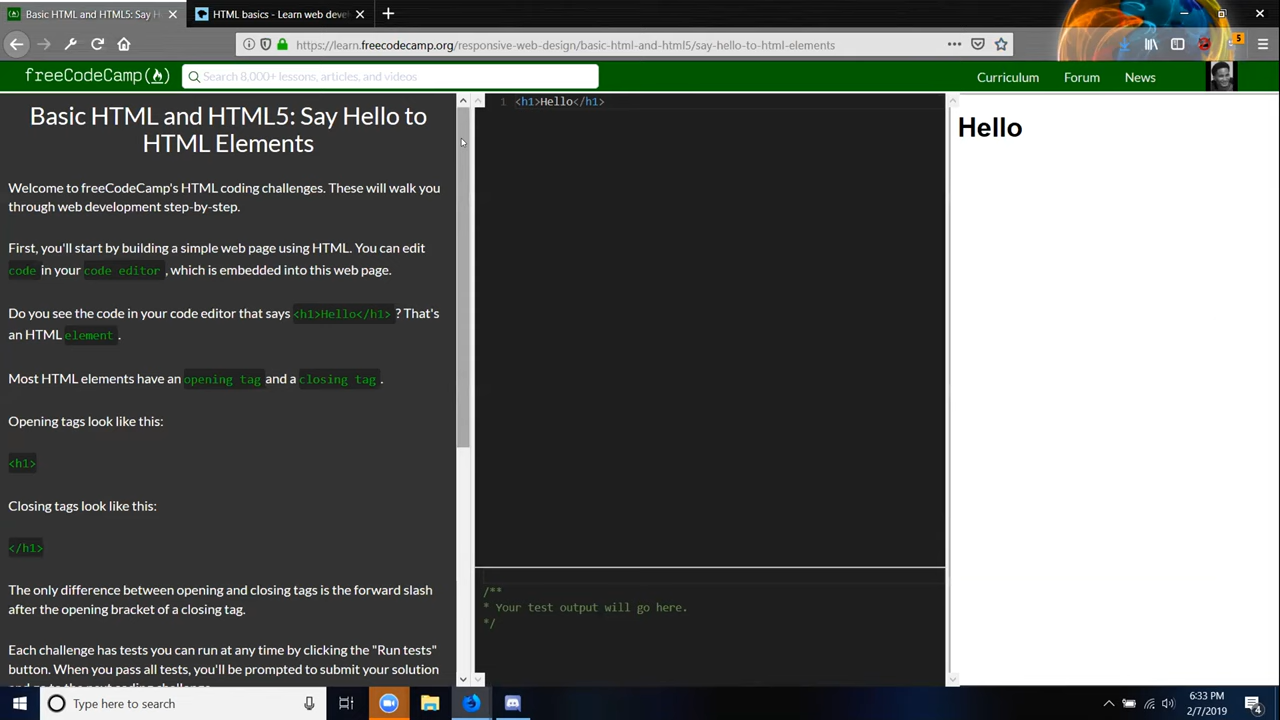 Basic HTML and HTML5: Say H
HTML basics - Learn web deve
https://learn.freecodecamp.org/responsive-web-design/basic-html-and-html5/say-hello-to-html-elements
5
freeCodeCamp
Search 8,000+ lessons, articles, and videos
Curriculum
Forum
News
Basic HTML and HTML5: Say Hello to
HTML Elements
Welcome to freeCodeCamp's HTML coding challenges. These will walk you
through web development step-by-step.
First, you'll start by building a simple web page using HTML. You can edit
code in your code editor , which is embedded into this web page.
Do you see the code in your code editor that says <h1>Hello</h1> ? That's
an HTML element .
Most HTML elements have an opening tag and a closing tag .
Opening tags look like this:
<h1>
Closing tags look like this:
</h1>
The only difference between opening and closing tags is the forward slash
after the opening bracket of a closing tag.
Each challenge has tests you can run at any time by clicking the "Run tests"
button. When you pass all tests, you'll be prompted to submit your solution
1 <h1>Hello</h1>
/**
* Your test output will go here.
*/
Hello
Type here to search
6:33 PM
2/7/2019
4